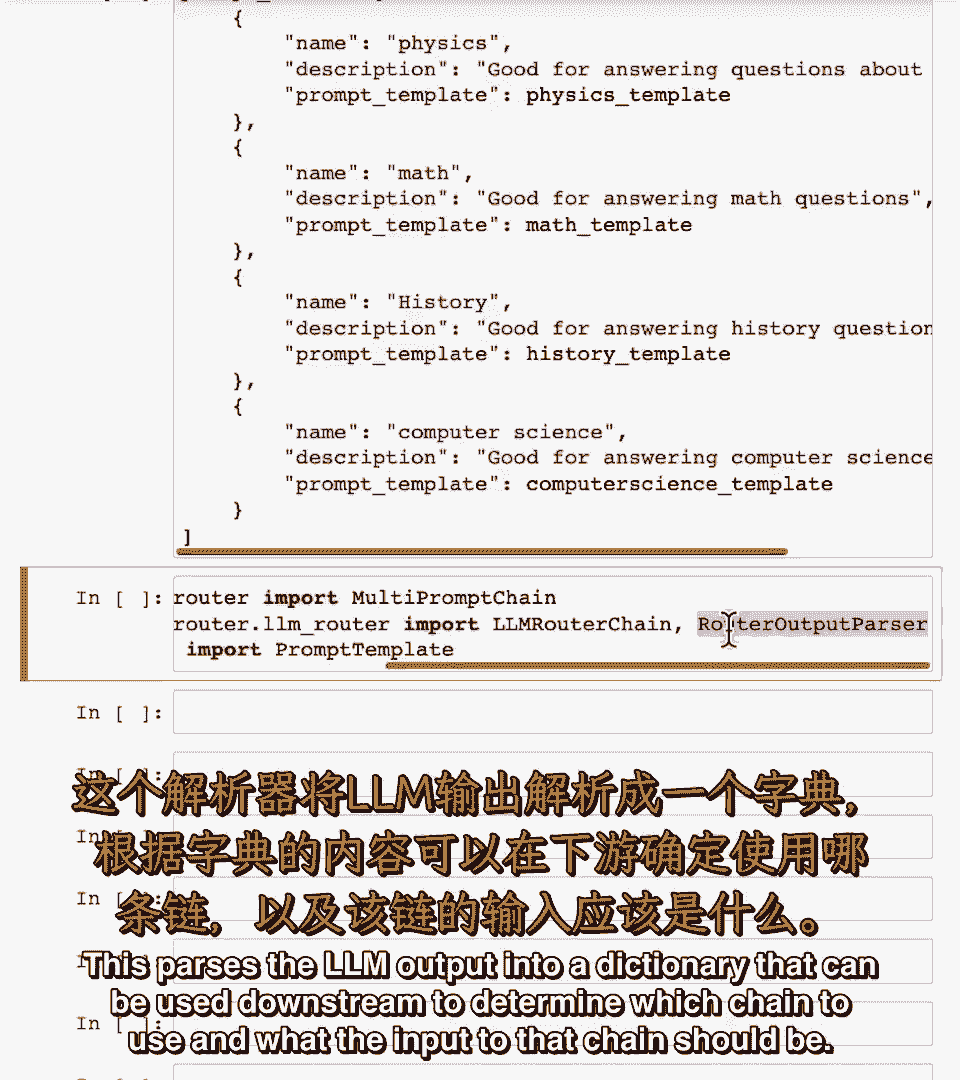 {
"name": "physics",
"description": "Good for answering questions about
"prompt_template": physics_template
},
{
"name": "math",
"description": "Good for answering math questions",
"prompt_template": math_template
},
{
"name": "History",
"description": "Good for answering history question
"prompt_template": history_template
},
{
"name": "computer science",
"description": "Good for answering computer science
"prompt_template": computerscience_template
}
]
In [ ]: router import MultiPromptChain
router.llm_router import LLMRouterChain, RouterOutputParser
import PromptTemplate
In [ ]:
In [ ]:
这个解析器将LLM输出解析成一个字典,
In [ ]:
根据字典的内容可以在下游确定使用哪
In [ ]:
条链, 以及该链的输入应该是什么。
This parses the LLM output into a dictionary that can
be used downstream to determine which chain to
In [ ]:
use and what the input to that chain should be.